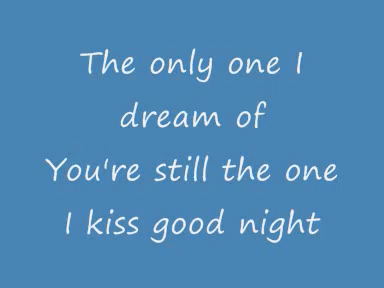 The only one I
dream of
You're still the one
I kiss good night